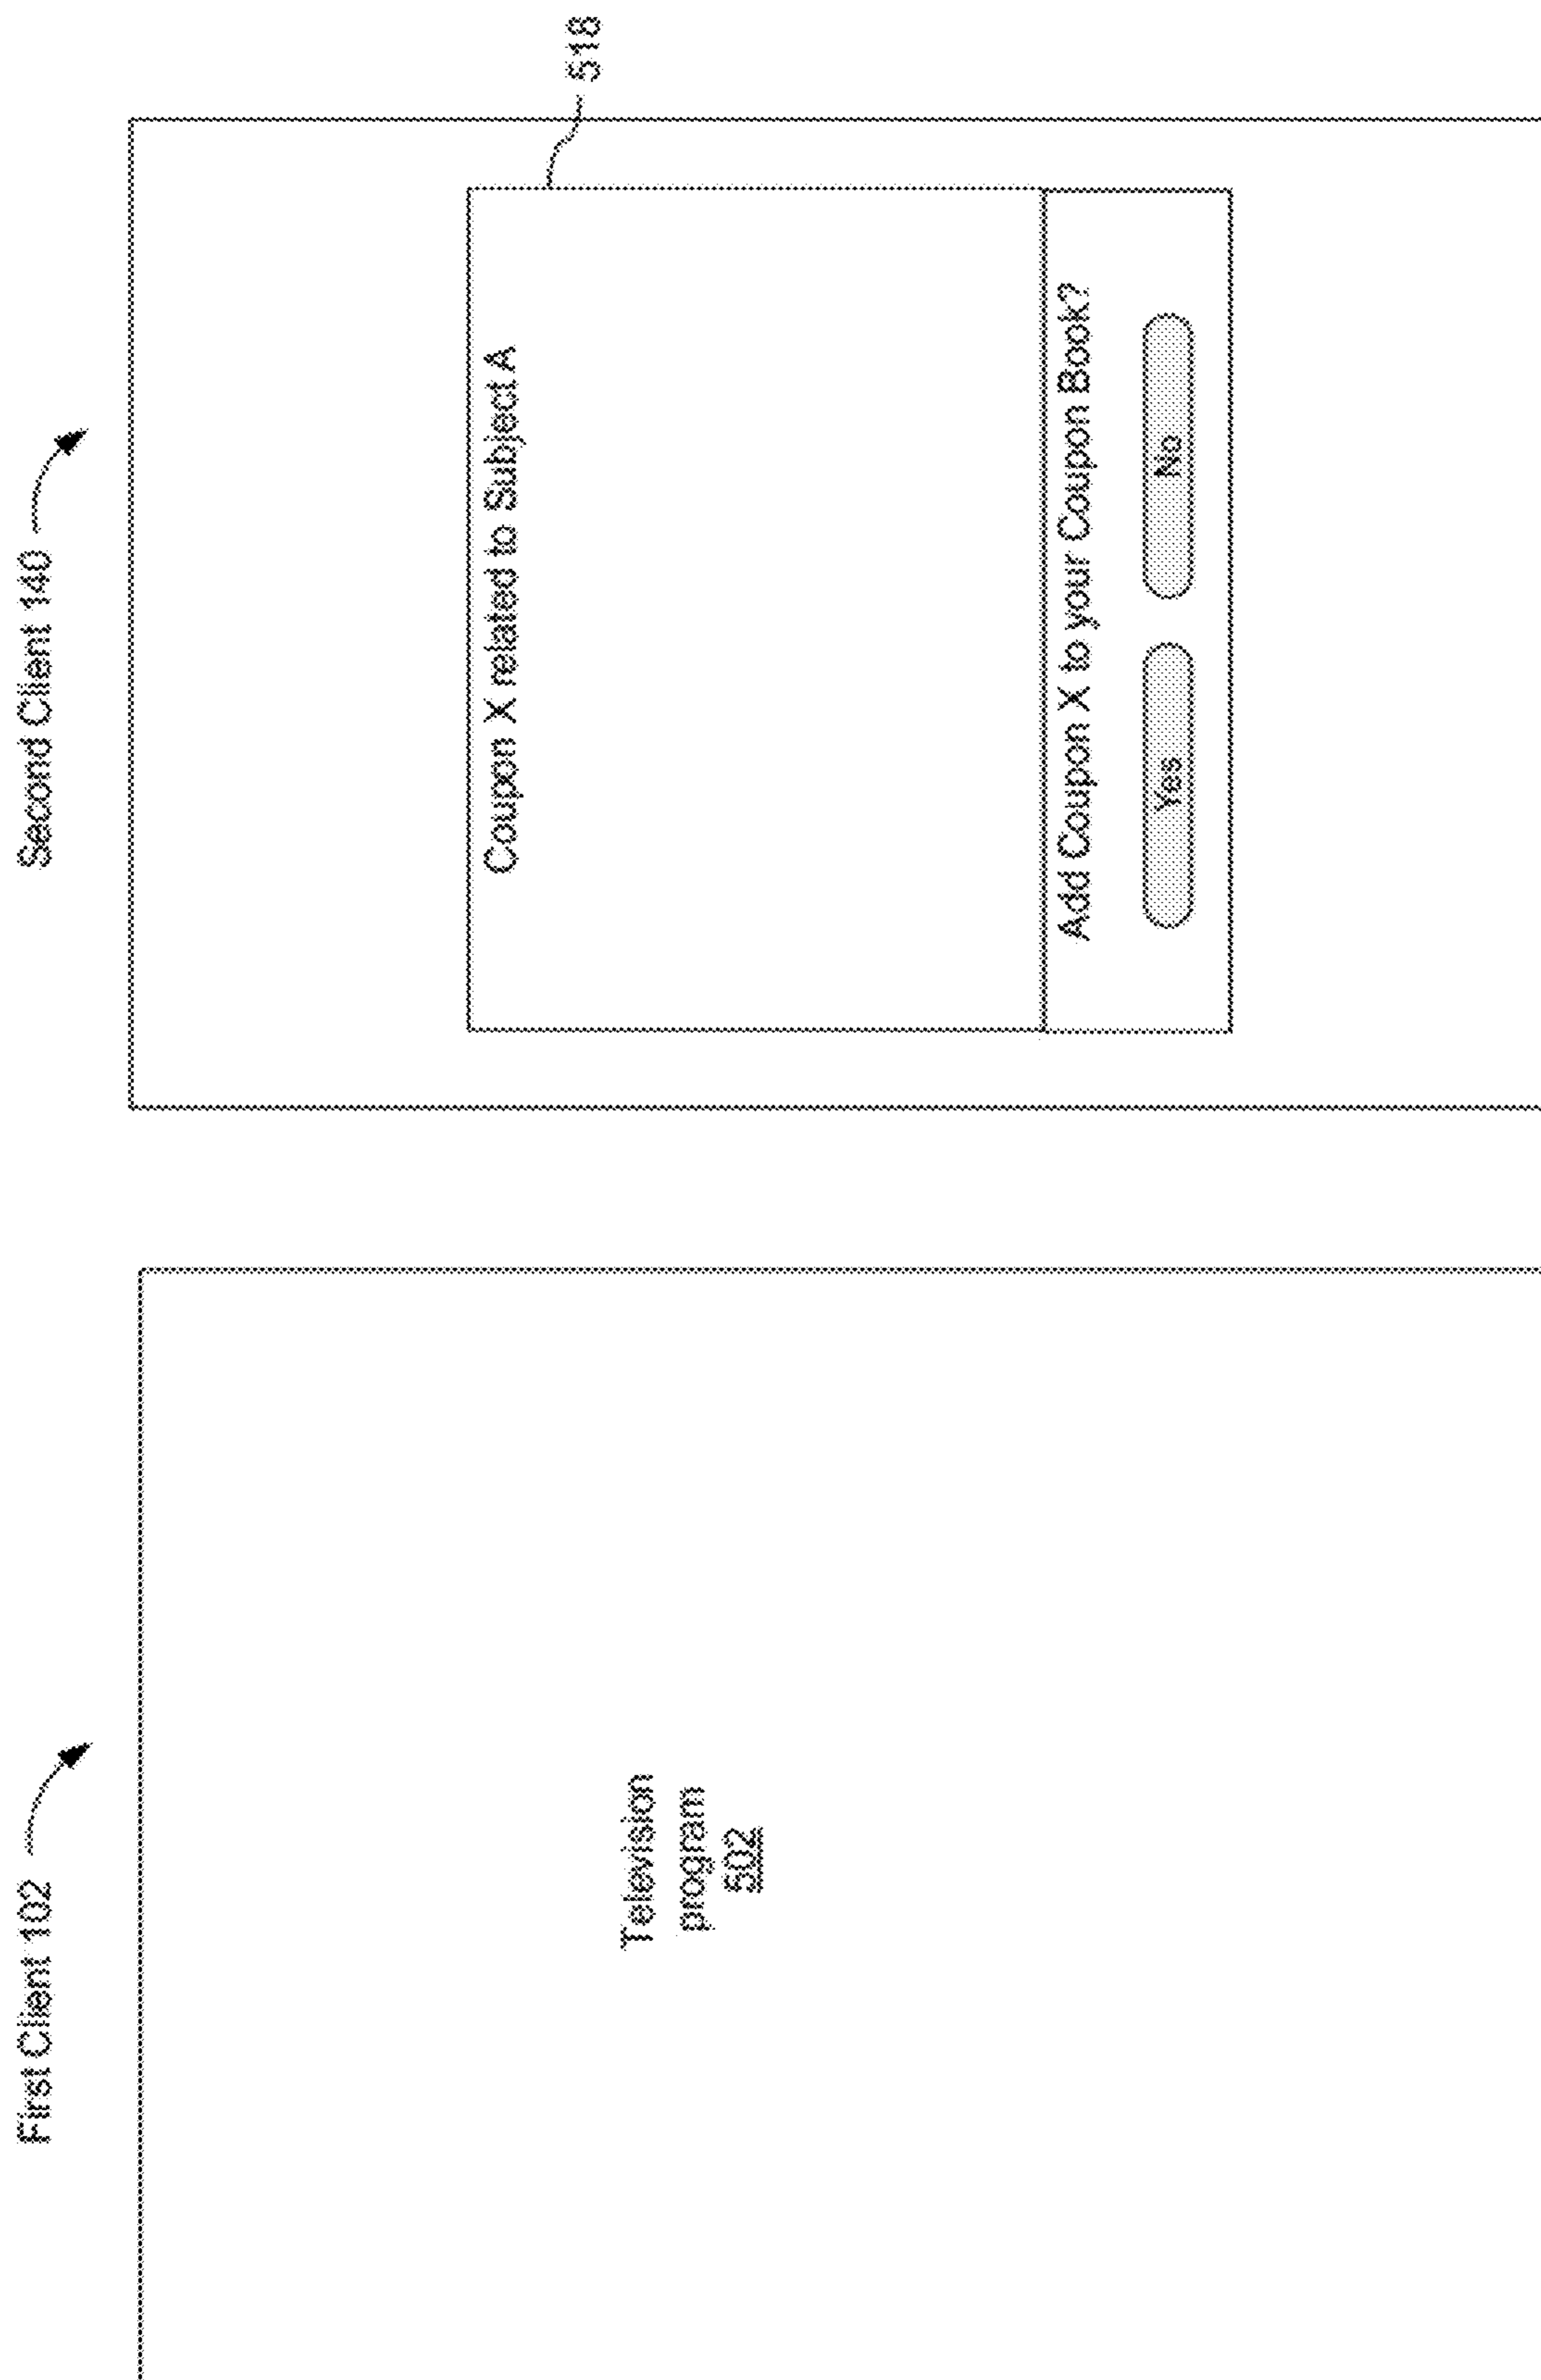 First Client 102
Television
program
502
Second Client 140
518
Coupon X related to Subject A
Add Coupon X to your Coupon Book?
Yes
No